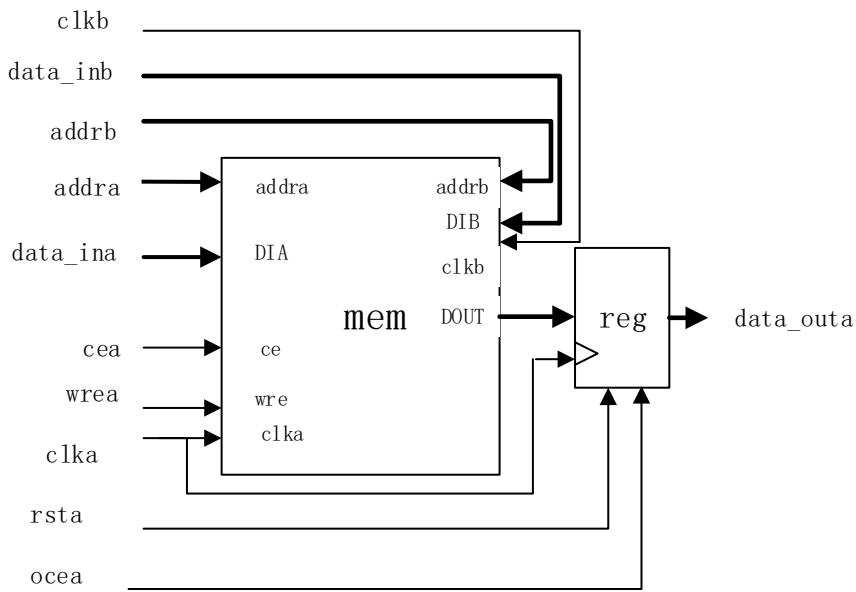 clkb
data_inb
addrb
addra
data_ina
cea
wrea
clka
rsta
ocea
addra
addrb
DIB
DIA
clkb
mem
DOUT
ce
wre
clka
reg
data_outa